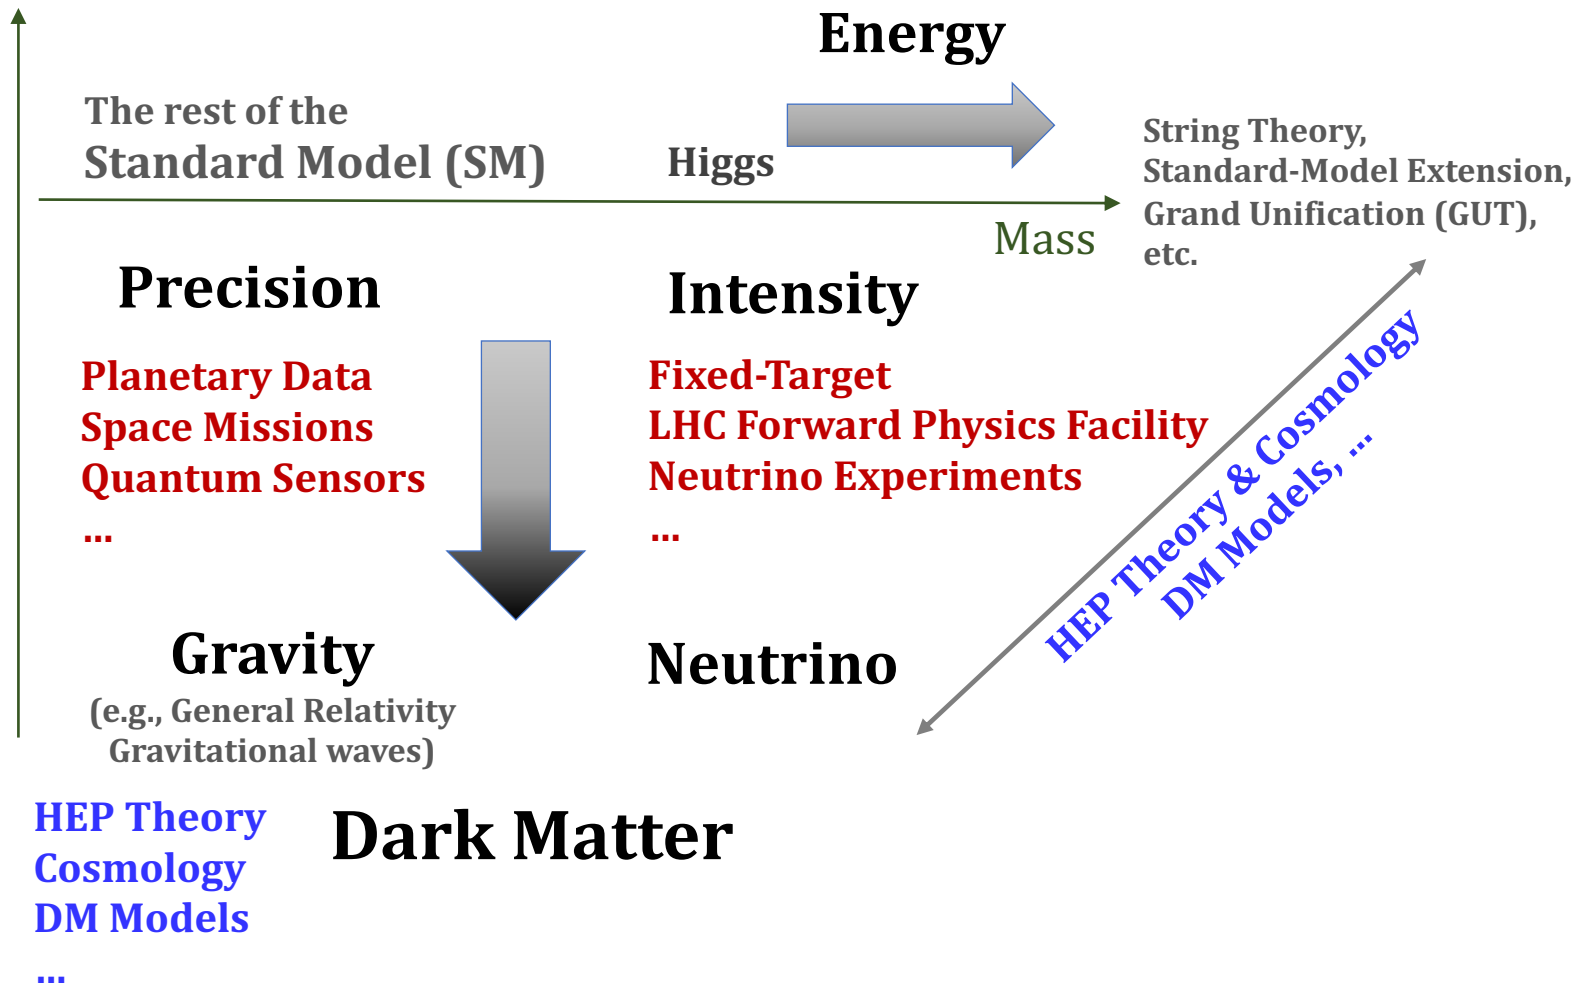 Energy
The rest of the
Standard Model (SM)
Higgs
String Theory,
Standard-Model Extension,
Grand Unification (GUT),
etc.
Mass
Precision
Planetary Data
Space Missions
Quantum Sensors
...
Intensity
Fixed-Target
LHC Forward Physics Facility
Neutrino Experiments
...
HEP Theory & Cosmology
DM Models, ...
Gravity
(e.g., General Relativity
Gravitational waves)
Neutrino
HEP Theory
Cosmology
DM Models
...
Dark Matter